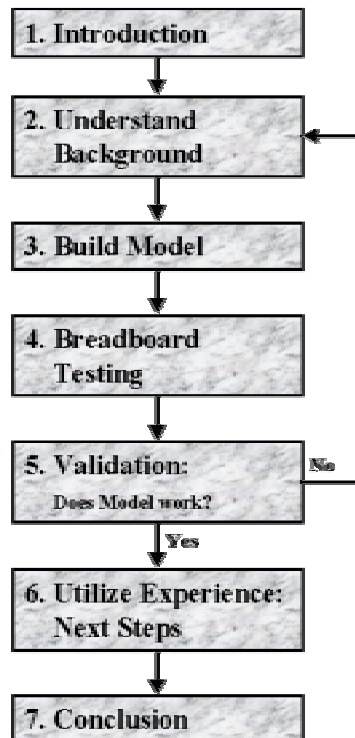 1. Introduction
2. Understand
Background
3. Build Model
4. Breadboard
Testing
5. Validation:
Does Model work?
No
Yes
6. Utilize Experience:
Next Steps
7. Conclusion